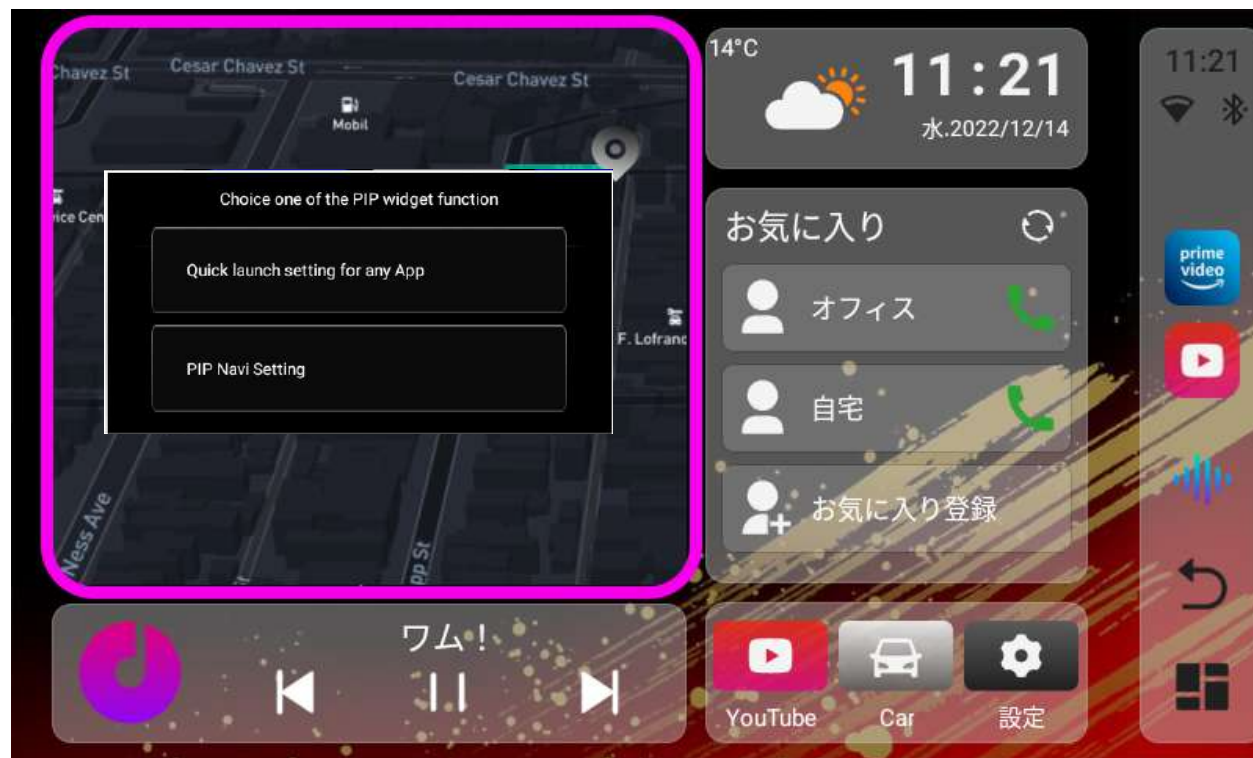 Chavez St
Cesar Chavez St
Cesar Chavez St
Mobil
vice Cen
F. Lofranc
Ness Ave
pp St
Choice one of the PIP widget function
Quick launch setting for any App
PIP Navi Setting
14°C
11:21
水.2022/12/14
お気に入り
オフィス
自宅
お気に入り登録
ワム!
YouTube
Car
設定
11:21
prime
video